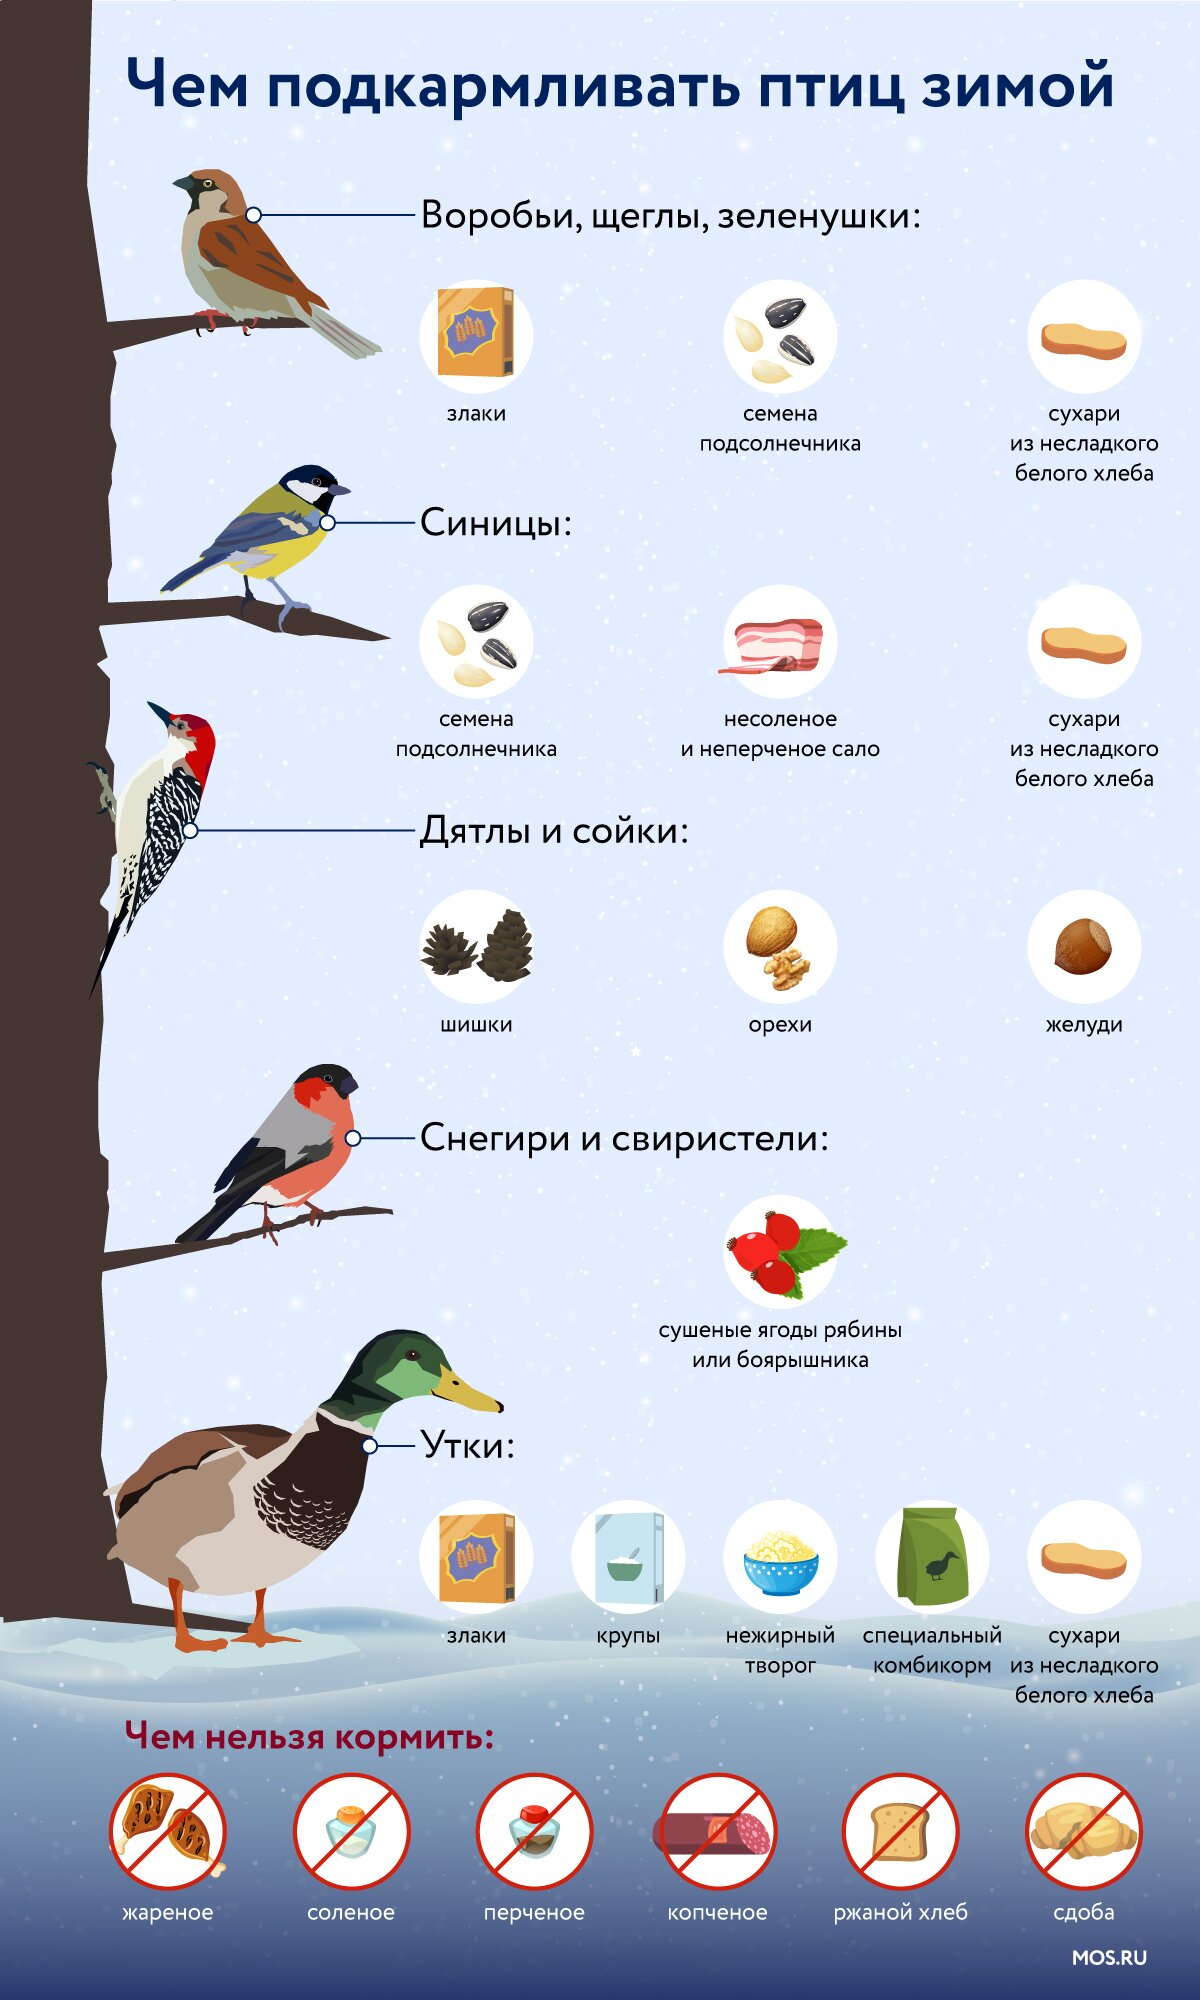 Чем подкармливать птиц зимой
Воробьи, щеглы, зеленушки:
злаки
семена
подсолнечника
сухари
из несладкого
белого хлеба
Синицы:
семена
подсолнечника
несоленое
и неперченое сало
сухари
из несладкого
белого хлеба
Дятлы и сойки:
шишки
орехи
желуди
Снегири и свиристели:
сушеные ягоды рябины
или боярышника
Утки:
злаки
крупы
нежирный
творог
специальный
комбикорм
сухари
из несладкого
белого хлеба
Чем нельзя кормить:
жареное
соленое
перченое
копченое
ржаной хлеб
сдоба
MOS.RU